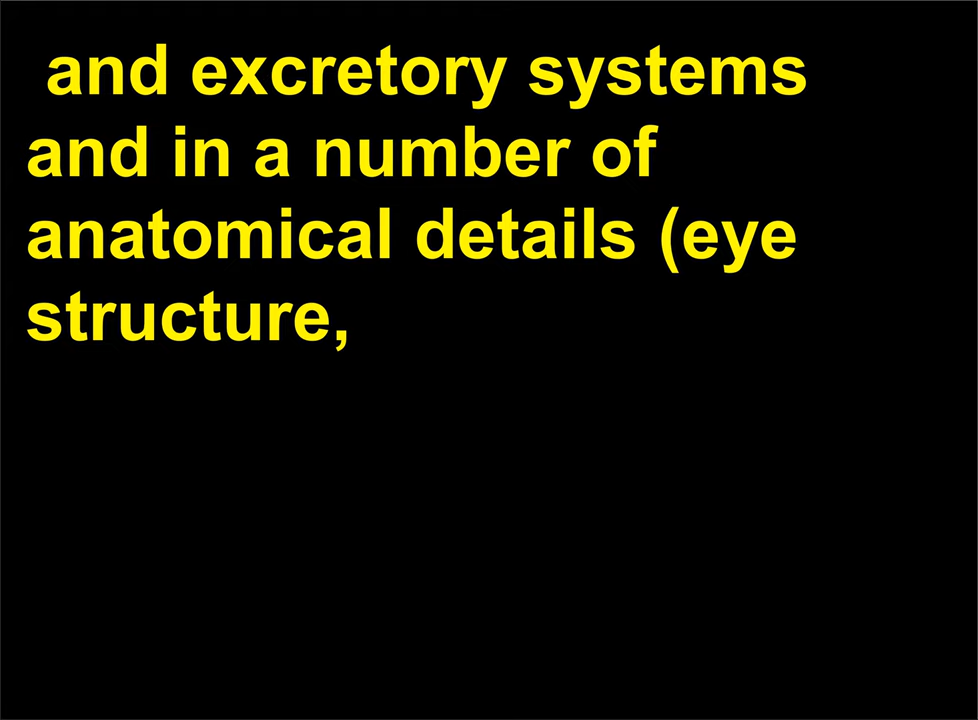 and excretory systems
and in a number of
anatomical details (eye
structure,